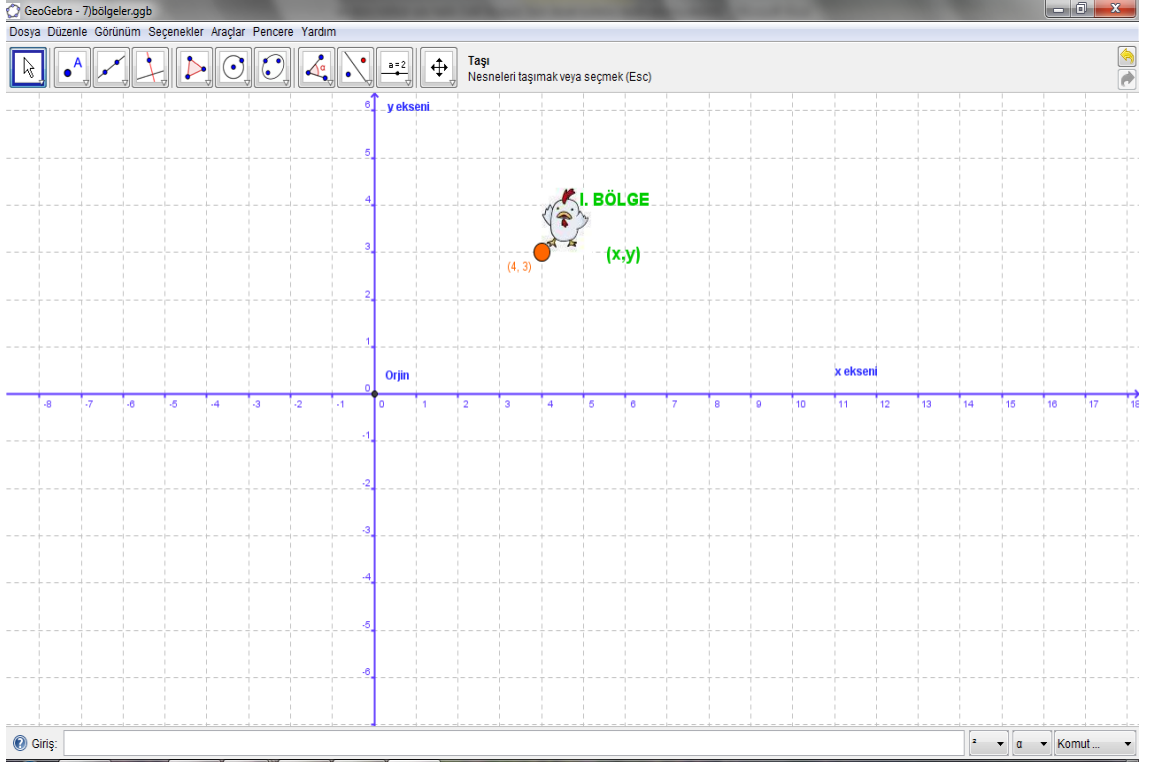 GeoGebra - 7)bölgeler.ggb
Dosya Düzenle Görünüm Seçenekler Araçlar Pencere Yardım
A
α
a = 2
Taşı
Nesneleri taşımak veya seçmek (Esc)
6
y ekseni
5
4
I. BÖLGE
3
(x,y)
(4, 3)
2
1
x ekseni
Orjin
0
-8 -7 -6 -5 -4 -3 -2 -1 0 1 2 3 4 5 6 7 8 9 10 11 12 13 14 15 16 17 18
-1
-2
-3
-4
-5
-6
Giriş:
²
α
Komut ...